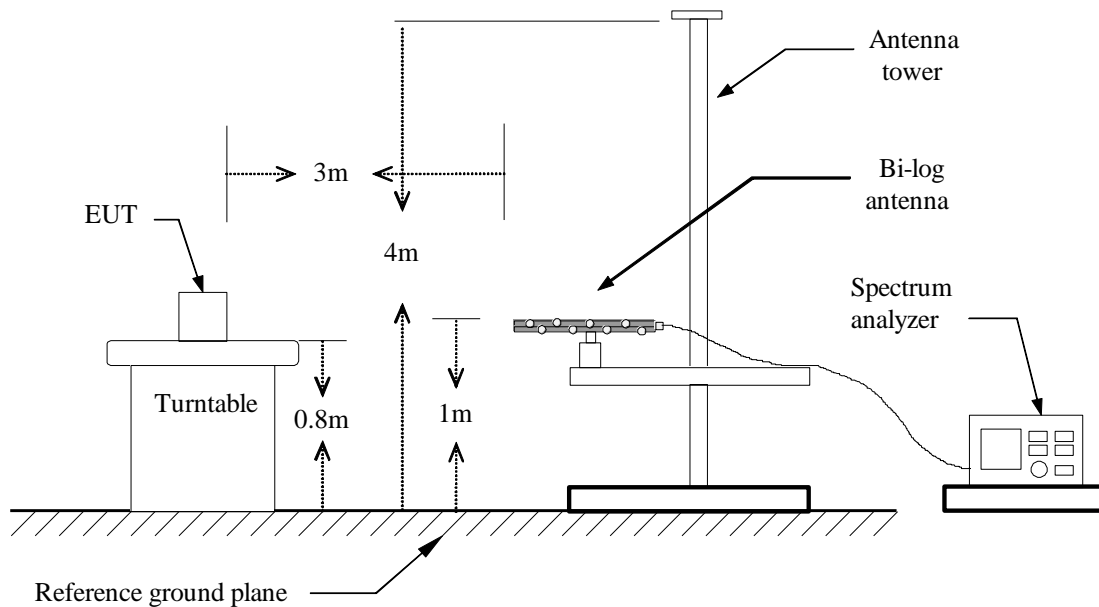 Antenna
tower
3m
Bi-log
antenna
EUT
4m
Spectrum
analyzer
Turntable
0.8m
1m
Reference ground plane